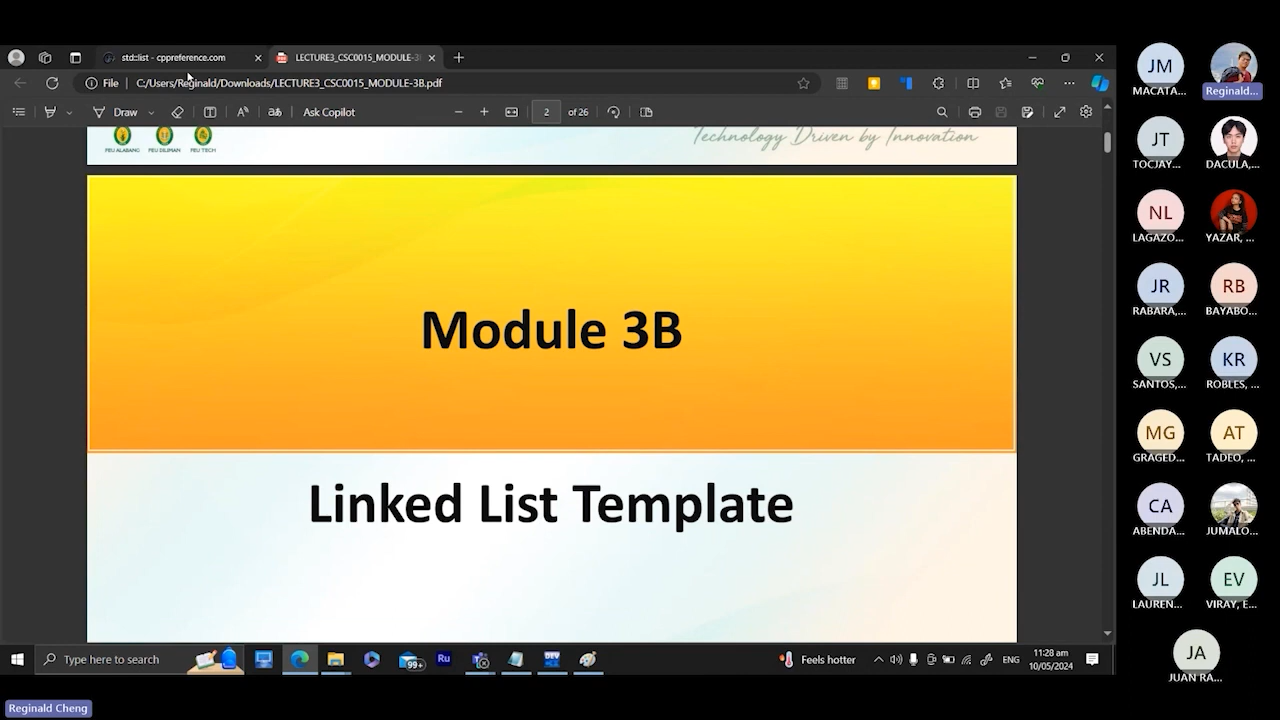 std::list - cppreference.com
LECTURE3_CSC0015_MODULE-3
File
C:/Users/Reginald/Downloads/LECTURE3_CSC0015_MODULE-3B.pdf
Draw
Ask Copilot
2
of 26
FEU ALABANG
FEU DILIMAN
FEU TECH
Technology Driven by Innovation
Module 3B
Linked List Template
JM
MACATA...
Reginald...
JT
TOCJAY...
DACULA,...
NL
LAGAZO...
YAZAR, ...
JR
RABARA,...
RB
BAYABO...
VS
SANTOS,...
KR
ROBLES, ...
MG
GRAGED...
AT
TADEO, ...
CA
ABENDA...
JUMALO...
JL
LAUREN...
EV
VIRAY, E...
JA
JUAN RA...
Type here to search
99+
Ru
DEV
Feels hotter
ENG
11:28 am
10/05/2024
Reginald Cheng